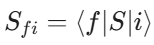 S_{fi} = ⟨f|S|i⟩